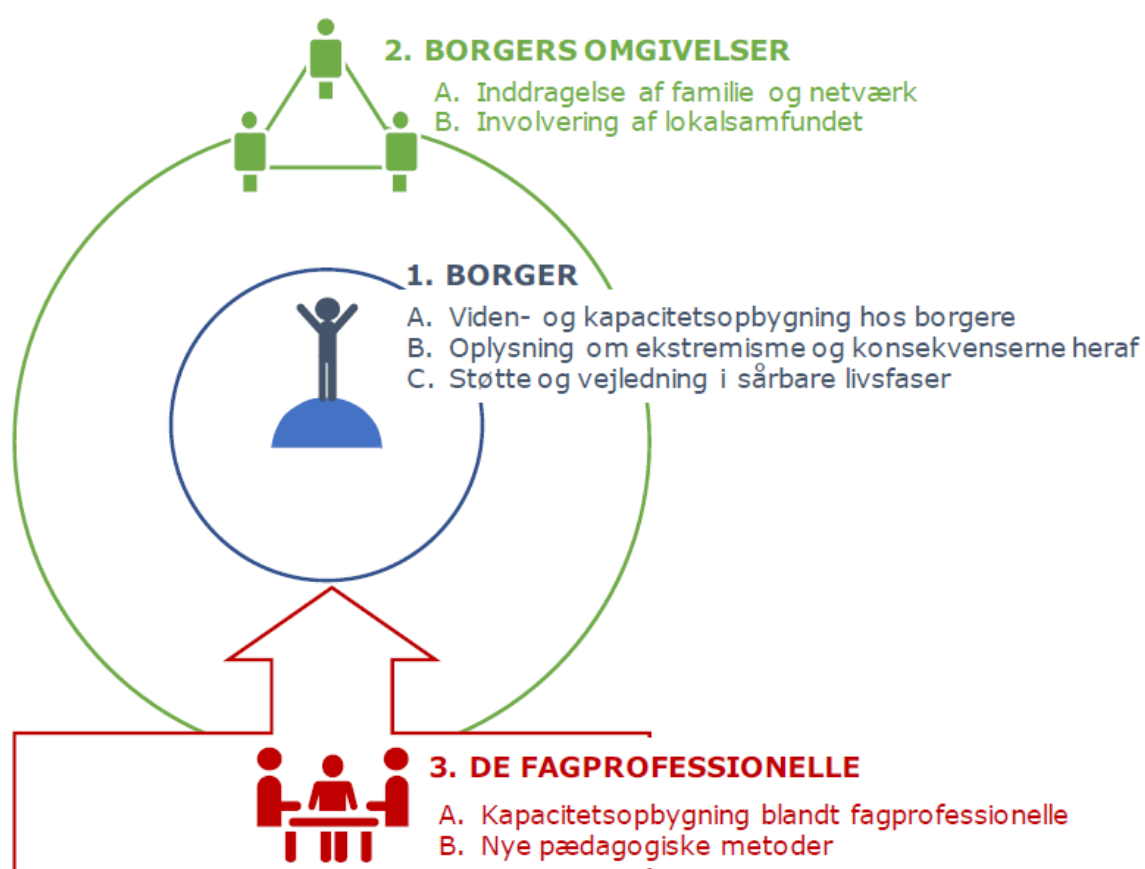 2. BORGERS OMGIVELSER
A. Inddragelse af familie og netværk
B. Involvering af lokalsamfundet
1. BORGER
A. Viden- og kapacitetsopbygning hos borgere
B. Oplysning om ekstremisme og konsekvenserne heraf
C. Støtte og vejledning i sårbare livsfaser
3. DE FAGPROFESSIONELLE
A. Kapacitetsopbygning blandt fagprofessionelle
B. Nye pædagogiske metoder